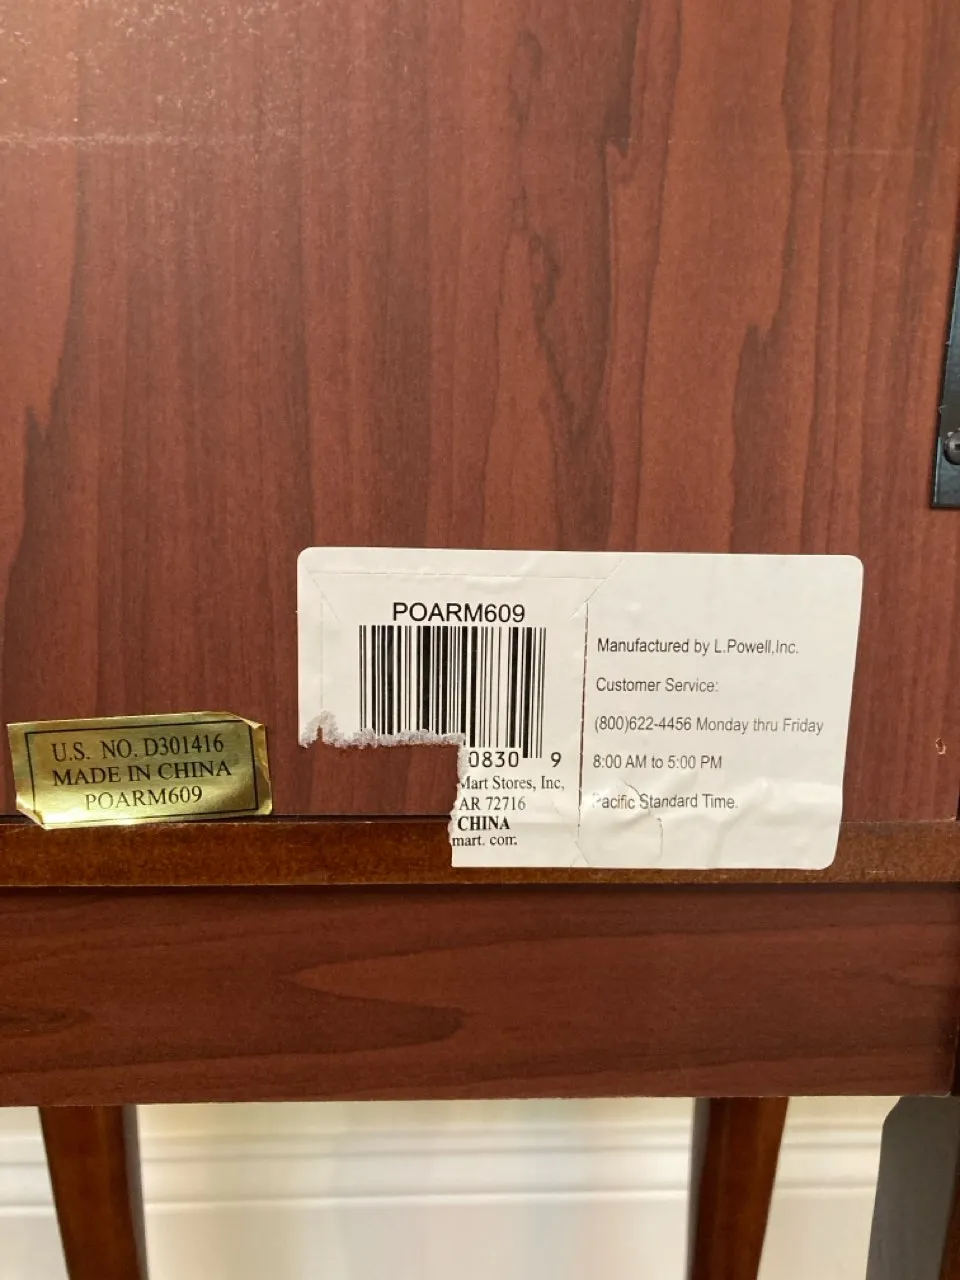 U.S. NO. D301416
MADE IN CHINA
POARM609
POARM609
0830 9
Mart Stores, Inc,
AR 72716
CHINA
mart. com
Manufactured by L.Powell,Inc.
Customer Service:
(800)622-4456 Monday thru Friday
8:00 AM to 5:00 PM
Pacific Standard Time.